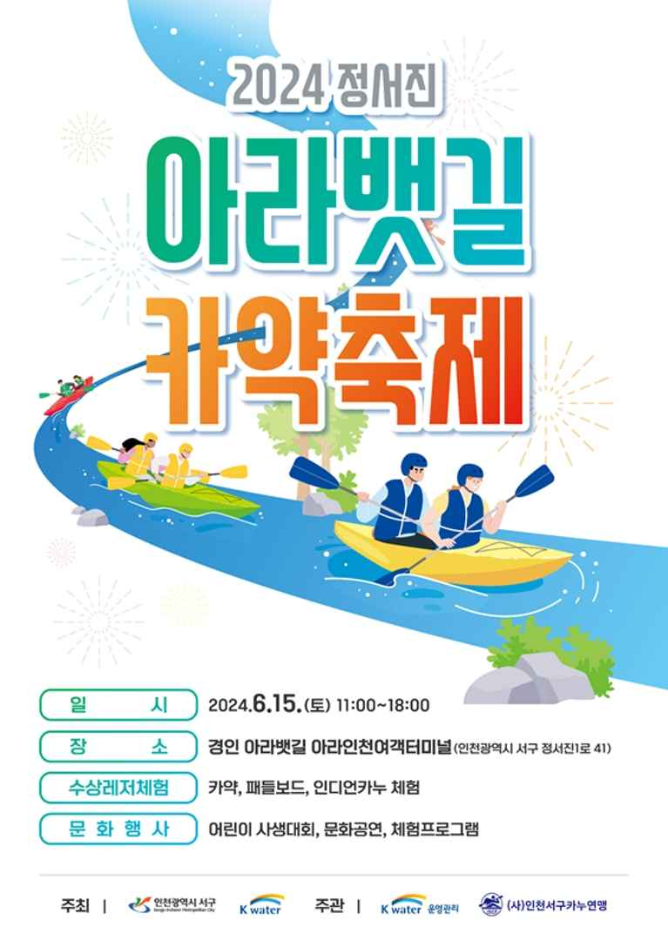 2024 정서진
아라뱃길
카약축제
일 시 2024.6.15.(토) 11:00~18:00
장 소 경인 아라뱃길 아라인천여객터미널(인천광역시 서구 정서진1로 41)
수상레저체험 카약, 패들보드, 인디언카누 체험
문화행사 어린이 사생대회, 문화공연, 체험프로그램
주최 | 인천광역시 서구 K water 주관 | K water 운영관리 (사)인천서구카누연맹